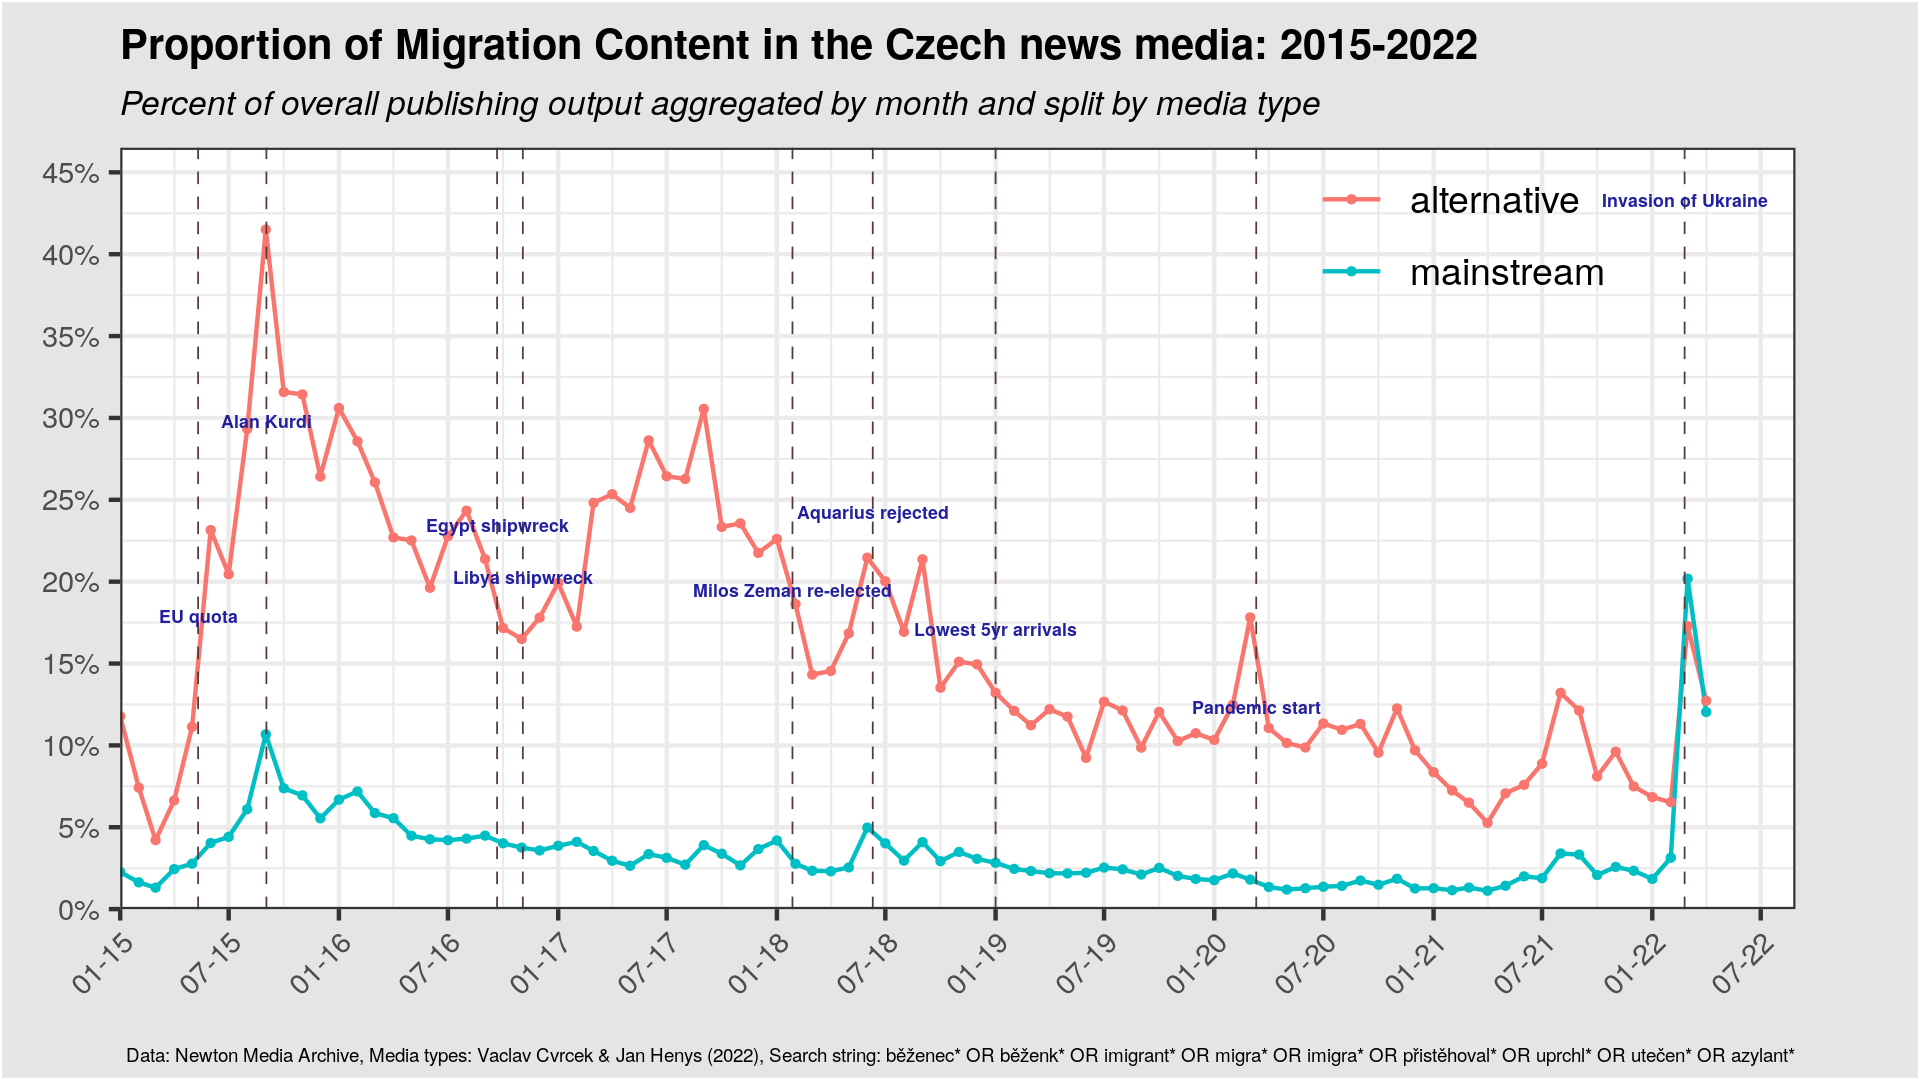 Proportion of Migration Content in the Czech news media: 2015-2022
Percent of overall publishing output aggregated by month and split by media type
45%
40%
35%
30%
25%
20%
15%
10%
5%
0%
alternative
mainstream
Invasion of Ukraine
Alan Kurdi
Egypt shipwreck
Aquarius rejected
Libya shipwreck
Milos Zeman re-elected
EU quota
Lowest 5yr arrivals
Pandemic start
01-15
07-15
01-16
07-16
01-17
07-17
01-18
07-18
01-19
07-19
01-20
07-20
01-21
07-21
01-22
07-22
Data: Newton Media Archive, Media types: Vaclav Cvrcek & Jan Henys (2022), Search string: běženec* OR běženk* OR imigrant* OR migra* OR imigra* OR přistěhoval* OR uprchl* OR utečen* OR azylant*